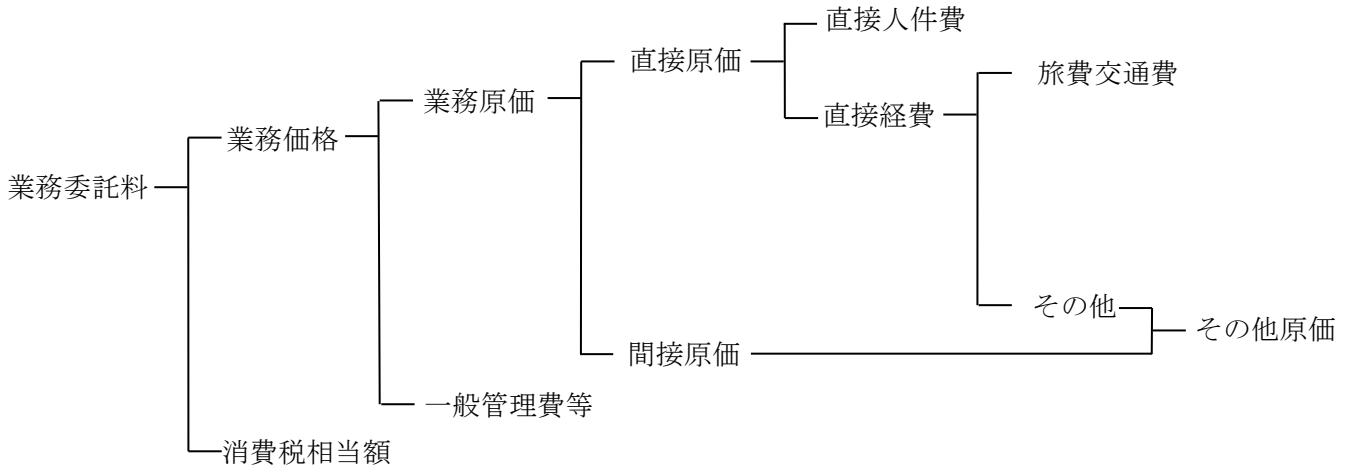 直接人件費
直接原価
旅費交通費
業務原価
直接経費
業務価格
業務委託料
その他
その他原価
間接原価
一般管理費等
消費税相当額